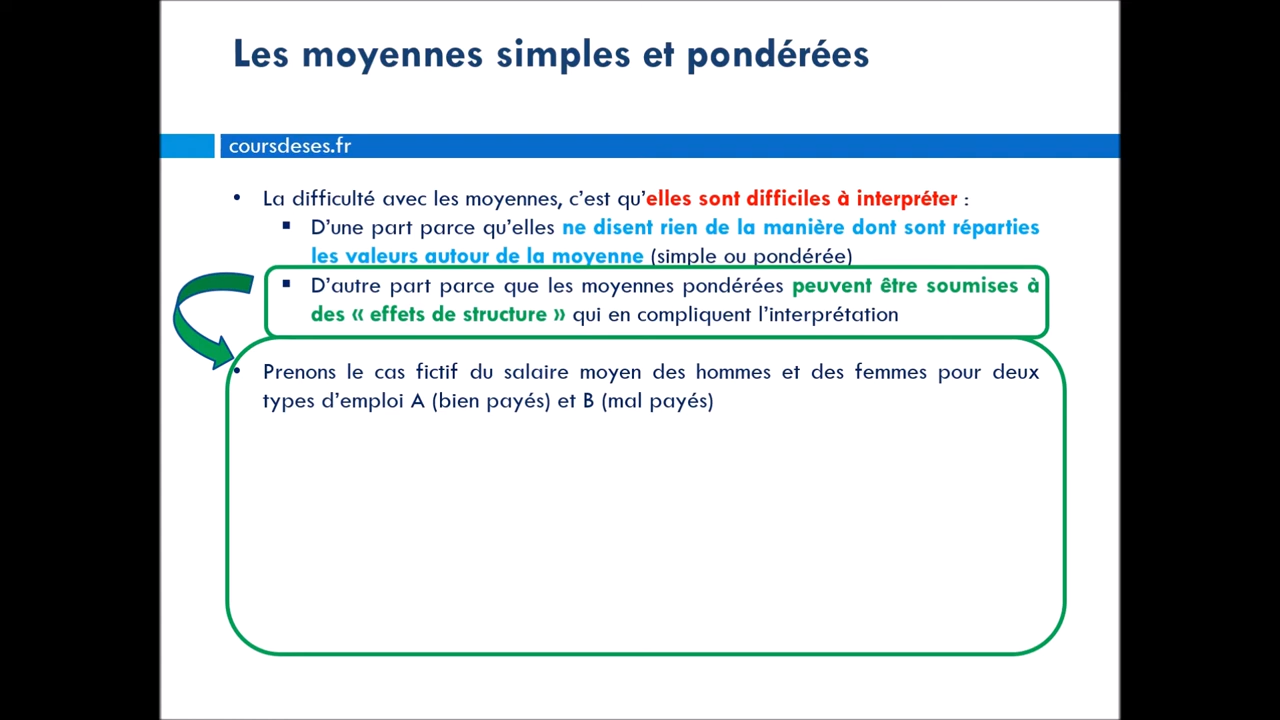 Les moyennes simples et pondérées
coursdeses.fr
• La difficulté avec les moyennes, c'est qu'elles sont difficiles à interpréter :
▪ D'une part parce qu'elles ne disent rien de la manière dont sont réparties
les valeurs autour de la moyenne (simple ou pondérée)
▪ D'autre part parce que les moyennes pondérées peuvent être soumises à
des « effets de structure » qui en compliquent l'interprétation
• Prenons le cas fictif du salaire moyen des hommes et des femmes pour deux
types d'emploi A (bien payés) et B (mal payés)